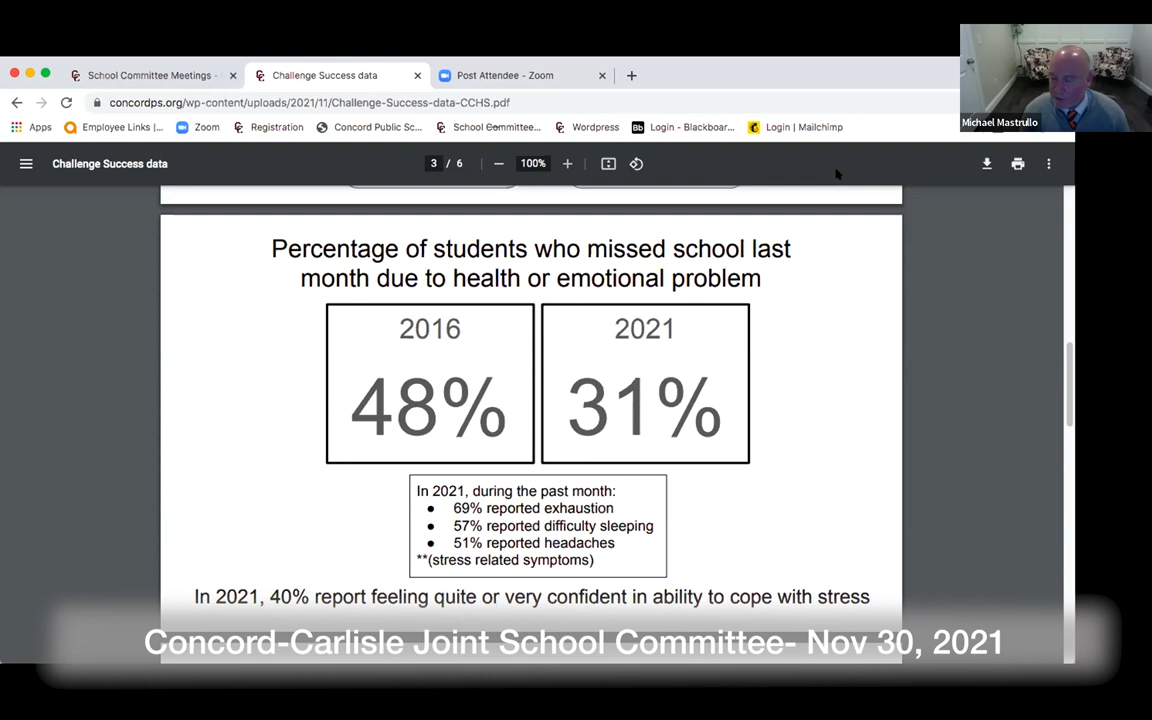 School Committee Meetings -
Challenge Success data
Post Attendee - Zoom
concordps.org/wp-content/uploads/2021/11/Challenge-Success-data-CCHS.pdf
Apps
Employee Links |...
Zoom
Registration
Concord Public Sc...
School Committee...
Wordpress
Bb
Login - Blackboar...
Login | Mailchimp
Michael Mastrullo
Challenge Success data
3 / 6
100%
Percentage of students who missed school last
month due to health or emotional problem
2016
2021
48%
31%
In 2021, during the past month:
● 69% reported exhaustion
● 57% reported difficulty sleeping
● 51% reported headaches
**(stress related symptoms)
In 2021, 40% report feeling quite or very confident in ability to cope with stress
Concord-Carlisle Joint School Committee- Nov 30, 2021